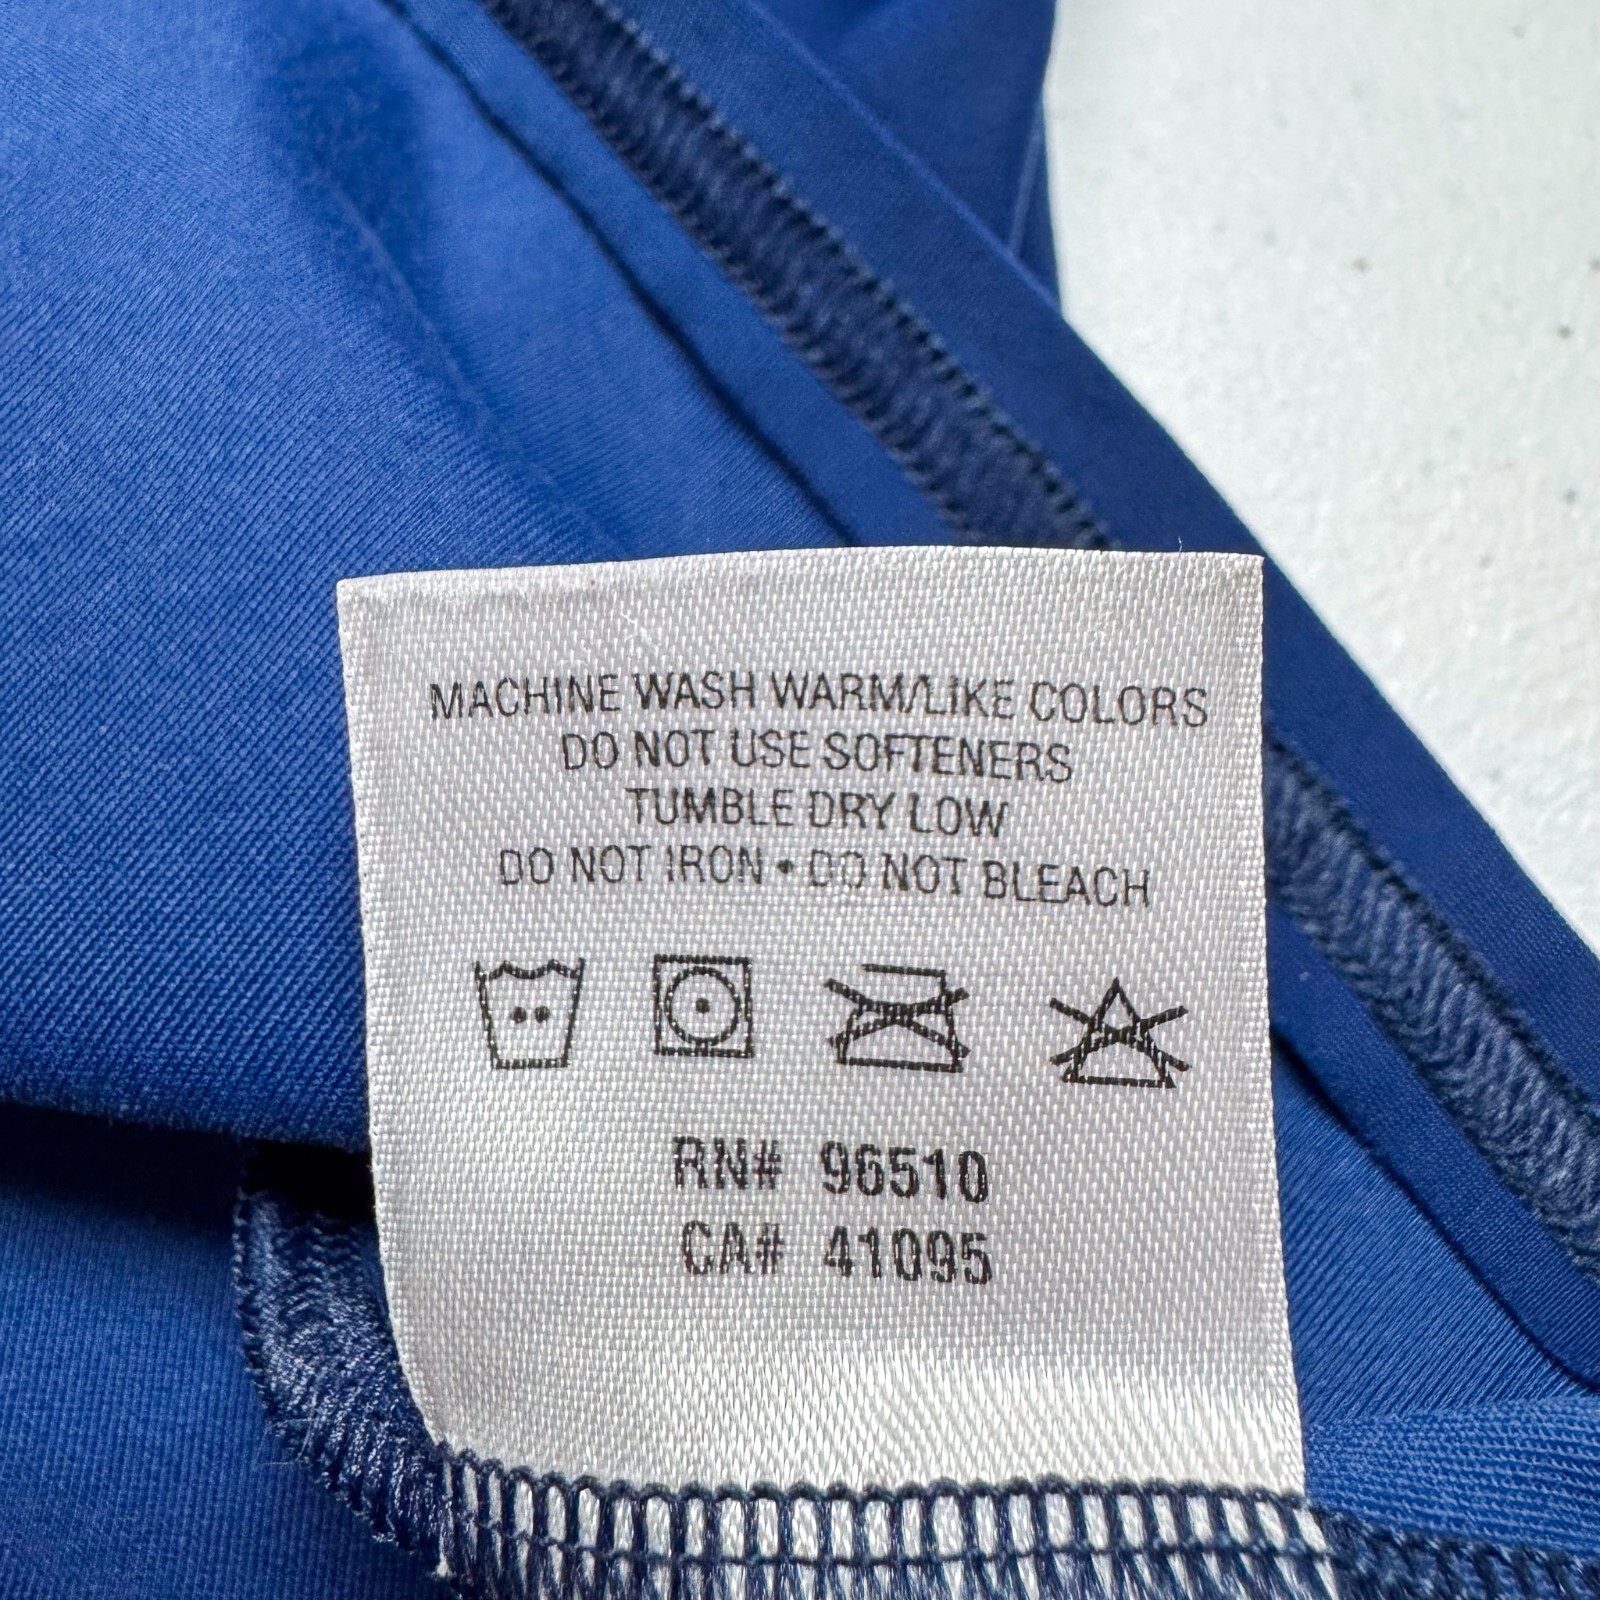 MACHINE WASH WARM/LIKE COLORS
DO NOT USE SOFTENERS
TUMBLE DRY LOW
DO NOT IRON • DO NOT BLEACH
RN# 96510
CA# 41095